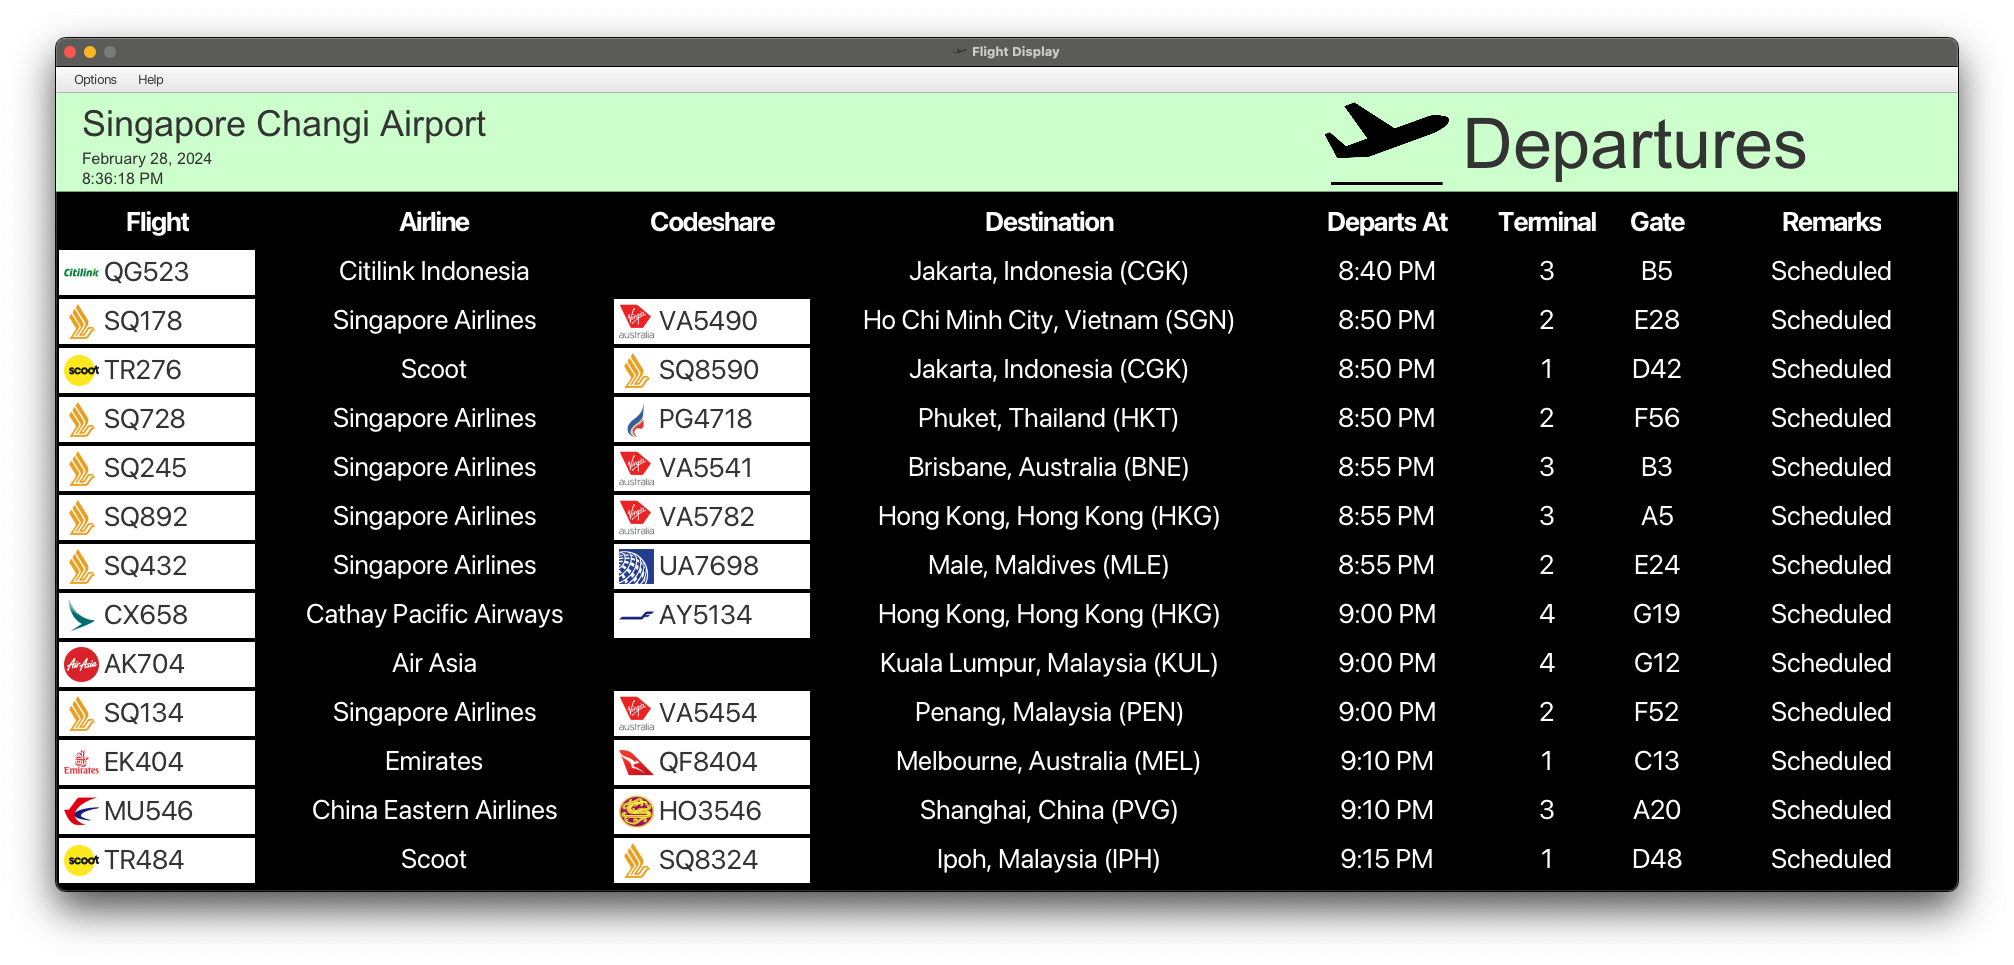 Flight Display
Options Help
Singapore Changi Airport
February 28, 2024
8:36:18 PM
Departures
Flight Airline Codeshare Destination Departs At Terminal Gate Remarks
Citilink QG523 Citilink Indonesia Jakarta, Indonesia (CGK) 8:40 PM 3 B5 Scheduled
SQ178 Singapore Airlines Virgin australia VA5490 Ho Chi Minh City, Vietnam (SGN) 8:50 PM 2 E28 Scheduled
scoot TR276 Scoot SQ8590 Jakarta, Indonesia (CGK) 8:50 PM 1 D42 Scheduled
SQ728 Singapore Airlines PG4718 Phuket, Thailand (HKT) 8:50 PM 2 F56 Scheduled
SQ245 Singapore Airlines Virgin australia VA5541 Brisbane, Australia (BNE) 8:55 PM 3 B3 Scheduled
SQ892 Singapore Airlines Virgin australia VA5782 Hong Kong, Hong Kong (HKG) 8:55 PM 3 A5 Scheduled
SQ432 Singapore Airlines UA7698 Male, Maldives (MLE) 8:55 PM 2 E24 Scheduled
CX658 Cathay Pacific Airways AY5134 Hong Kong, Hong Kong (HKG) 9:00 PM 4 G19 Scheduled
AirAsia AK704 Air Asia Kuala Lumpur, Malaysia (KUL) 9:00 PM 4 G12 Scheduled
SQ134 Singapore Airlines Virgin australia VA5454 Penang, Malaysia (PEN) 9:00 PM 2 F52 Scheduled
Emirates EK404 Emirates QF8404 Melbourne, Australia (MEL) 9:10 PM 1 C13 Scheduled
MU546 China Eastern Airlines HO3546 Shanghai, China (PVG) 9:10 PM 3 A20 Scheduled
scoot TR484 Scoot SQ8324 Ipoh, Malaysia (IPH) 9:15 PM 1 D48 Scheduled